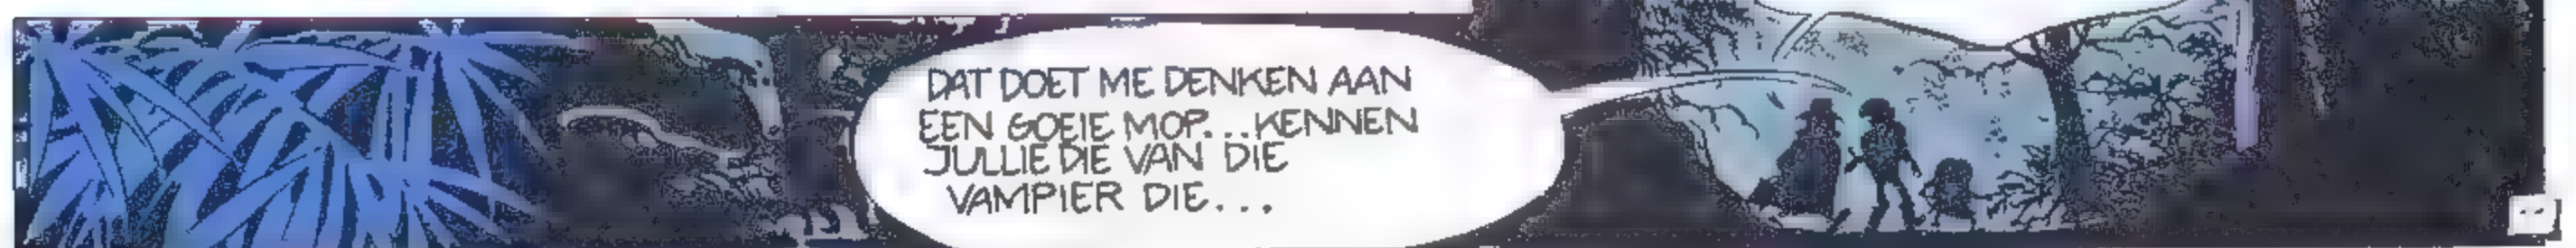 DAT DOET ME DENKEN AAN
EEN GOEIE MOP...KENNEN
JULLIE DIE VAN DIE
VAMPIER DIE...